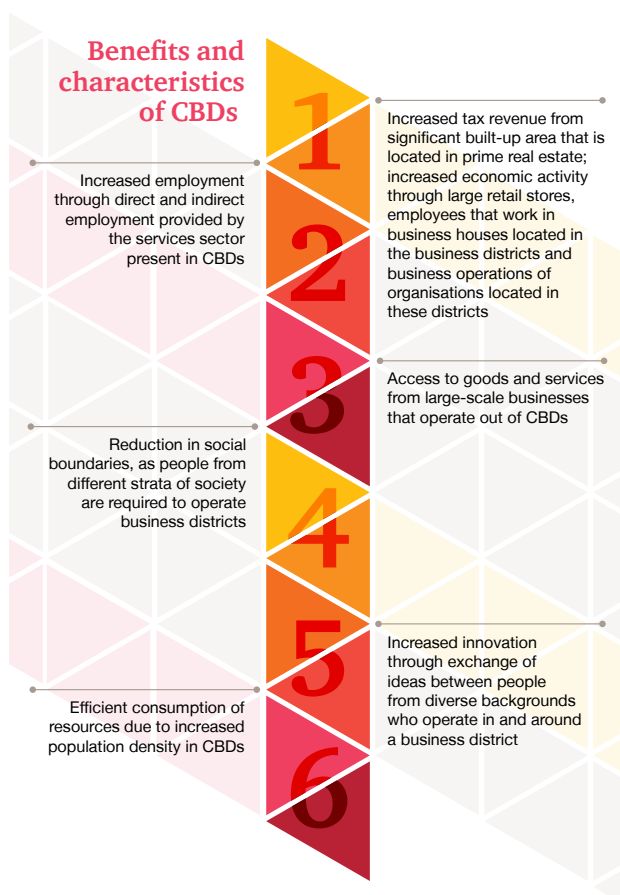 Benefits and
characteristics
of CBDs
1
Increased tax revenue from
significant built-up area that is
located in prime real estate;
increased economic activity
through large retail stores,
employees that work in
business houses located in
the business districts and
business operations of
organisations located in
these districts
Increased employment
through direct and indirect
employment provided by
the services sector
present in CBDs
2
3
Access to goods and services
from large-scale businesses
that operate out of CBDs
Reduction in social
boundaries, as people from
different strata of society
are required to operate
business districts
4
5
Increased innovation
through exchange of
ideas between people
from diverse backgrounds
who operate in and around
a business district
Efficient consumption of
resources due to increased
population density in CBDs
6